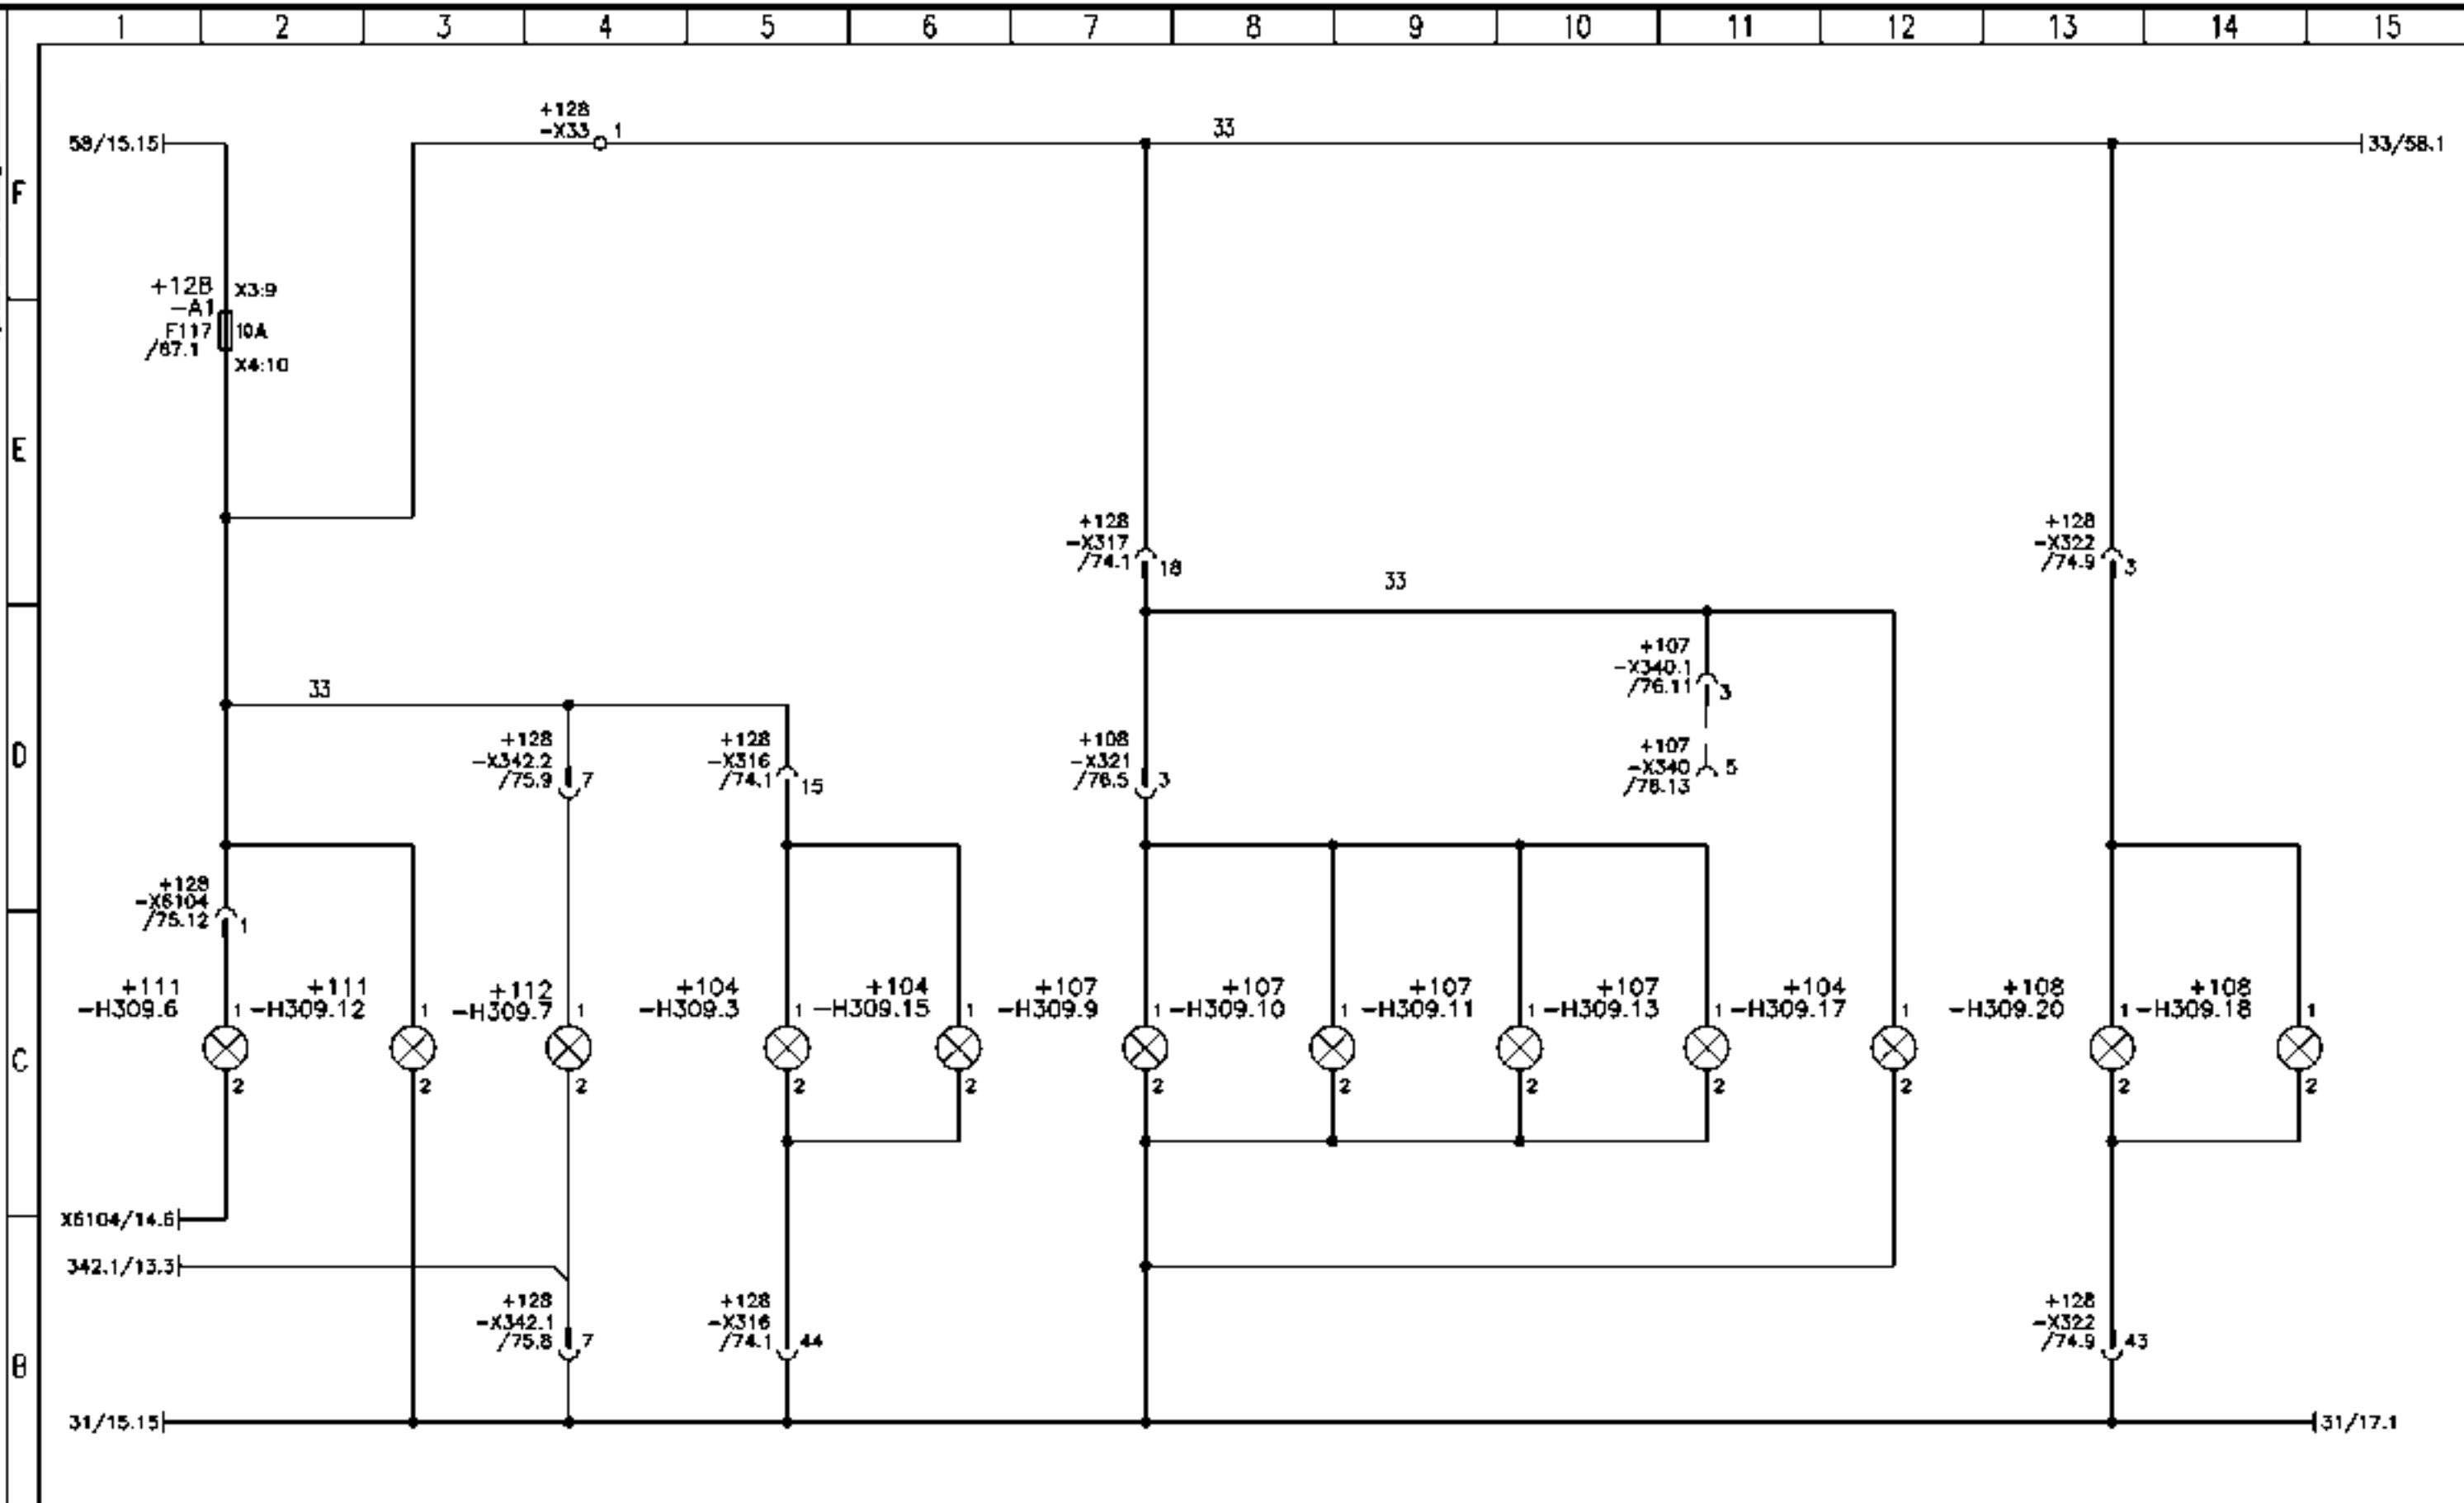 1 2 3 4 5 6 7 8 9 10 11 12 13 14 15
+128
-X33 1
33
58/15.15
33/58.1
F
+128 X3:9
-A1
F117 10A
/67.1
X4:10
E
+128
-X317
/74.1 18
+128
-X322
/74.9 3
33
+107
-X340.1
/76.11 3
33
D
+128
-X342.2
/75.9 7
+128
-X316
/74.1 15
+108
-X321
/76.5 3
+107
-X340 5
/76.13
+128
-X6104
/75.12 1
C
+111
-H309.6 1
2
+111
-H309.12 1
2
+112
-H309.7 1
2
+104
-H309.3 1
2
+104
-H309.15 1
2
+107
-H309.9 1
2
+107
-H309.10 1
2
+107
-H309.11 1
2
+107
-H309.13 1
2
+104
-H309.17 1
2
+108
-H309.20 1
2
+108
-H309.18 1
2
X6104/14.6
342.1/13.3
B
+128
-X342.1
/75.8 7
+128
-X316
/74.1 44
+128
-X322
/74.9 43
31/15.15
31/17.1